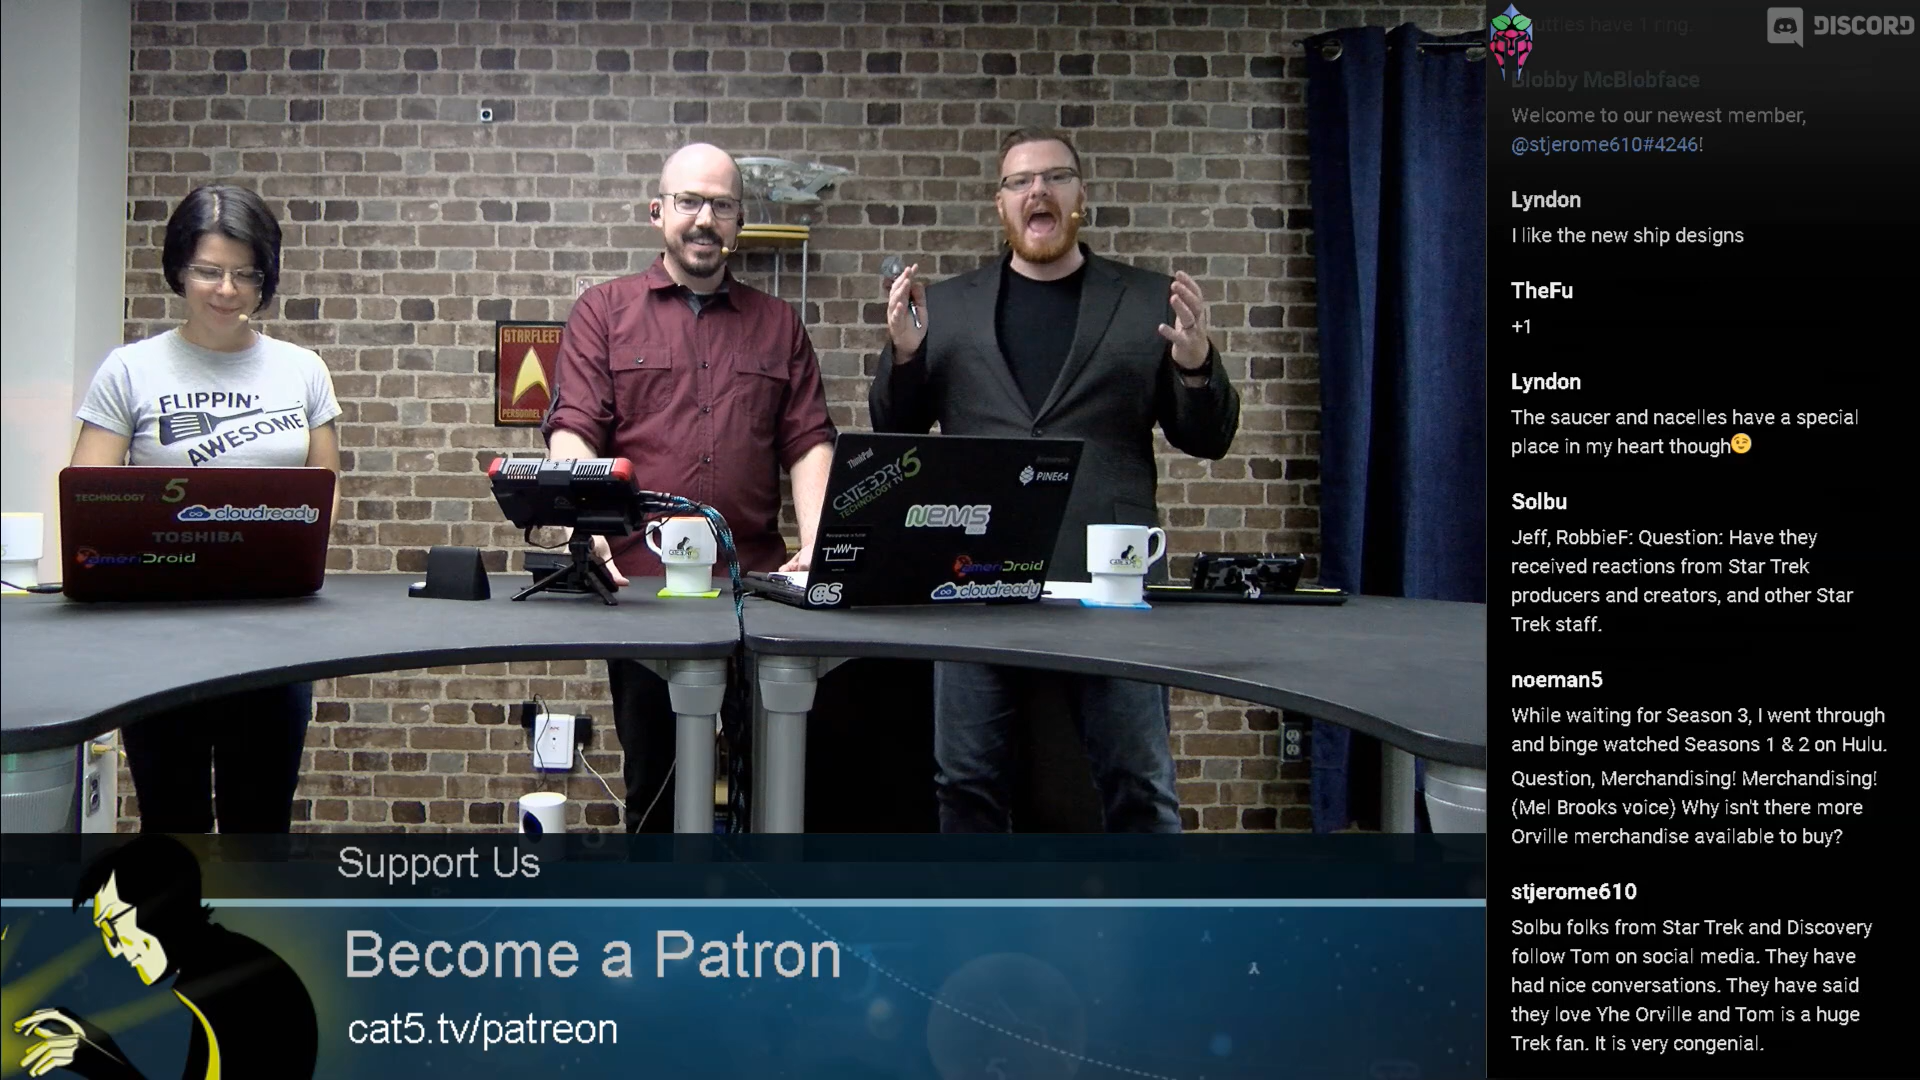 STARFLEET
PERSONNEL
FLIPPIN'
AWESOME
TECHNOLOGY 5
cloudready
TOSHIBA
ameriDroid
ThinkPad
CATEGORY 5
TECHNOLOGY TV
PINE64
NEMS
ameriDroid
cloudready
Support Us
Become a Patron
cat5.tv/patreon
DISCORD
uttles have 1 ring.
Blobby McBlobface
Welcome to our newest member,
@stjerome610#4246!
Lyndon
I like the new ship designs
TheFu
+1
Lyndon
The saucer and nacelles have a special
place in my heart though😉
Solbu
Jeff, RobbieF: Question: Have they
received reactions from Star Trek
producers and creators, and other Star
Trek staff.
noeman5
While waiting for Season 3, I went through
and binge watched Seasons 1 & 2 on Hulu.
Question, Merchandising! Merchandising!
(Mel Brooks voice) Why isn't there more
Orville merchandise available to buy?
stjerome610
Solbu folks from Star Trek and Discovery
follow Tom on social media. They have
had nice conversations. They have said
they love Yhe Orville and Tom is a huge
Trek fan. It is very congenial.